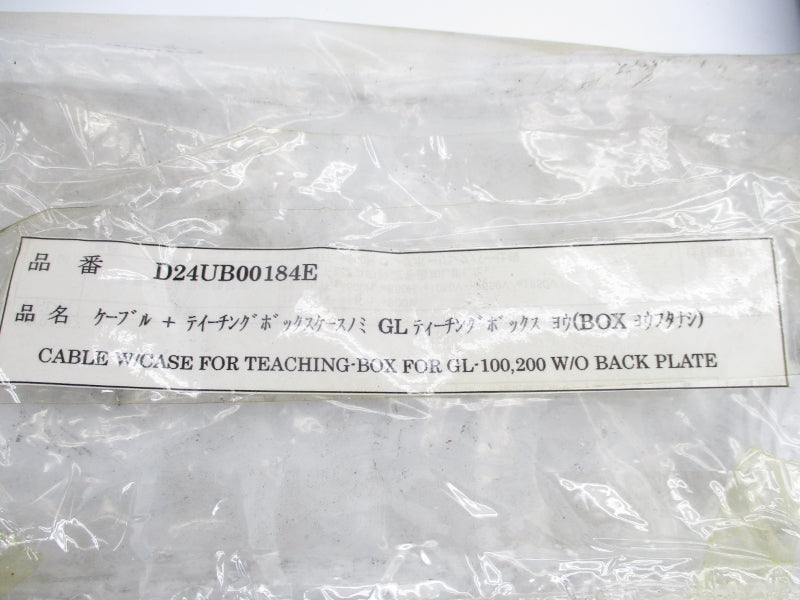 品 番 D24UB00184E
品 名 ｹｰﾌﾞﾙ + ﾃｲｰﾁﾝｸﾞﾎﾞｯｸｽｹｰｽﾉﾐ GL ﾃｨｰﾁﾝｸﾞﾎﾞｯｸｽ ﾖｳ(BOX ﾖｳﾌﾀﾅｼ)
CABLE W/CASE FOR TEACHING-BOX FOR GL-100,200 W/O BACK PLATE